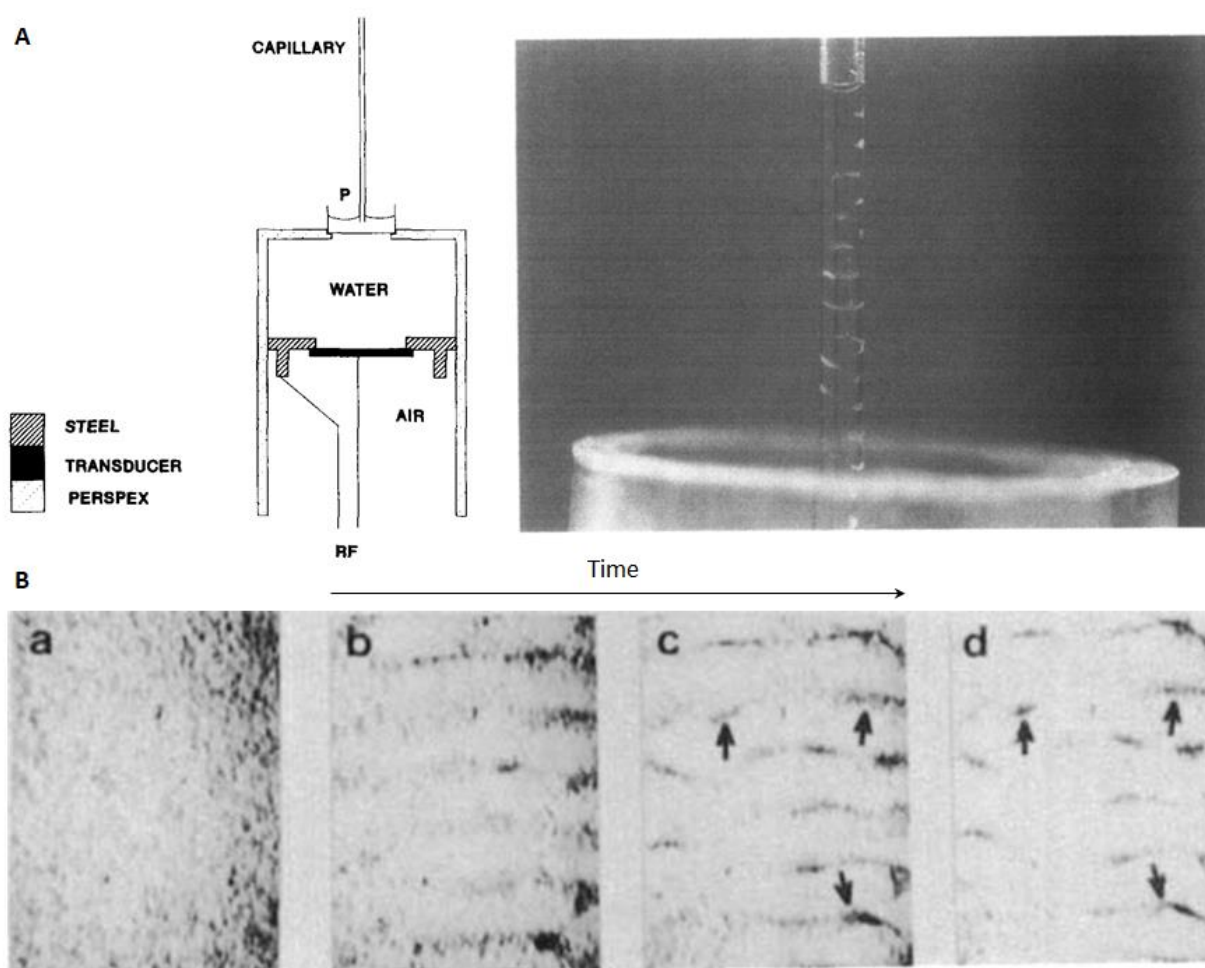 A
CAPILLARY
P
WATER
AIR
STEEL
TRANSDUCER
PERSPEX
RF
B
Time
a
b
c
d